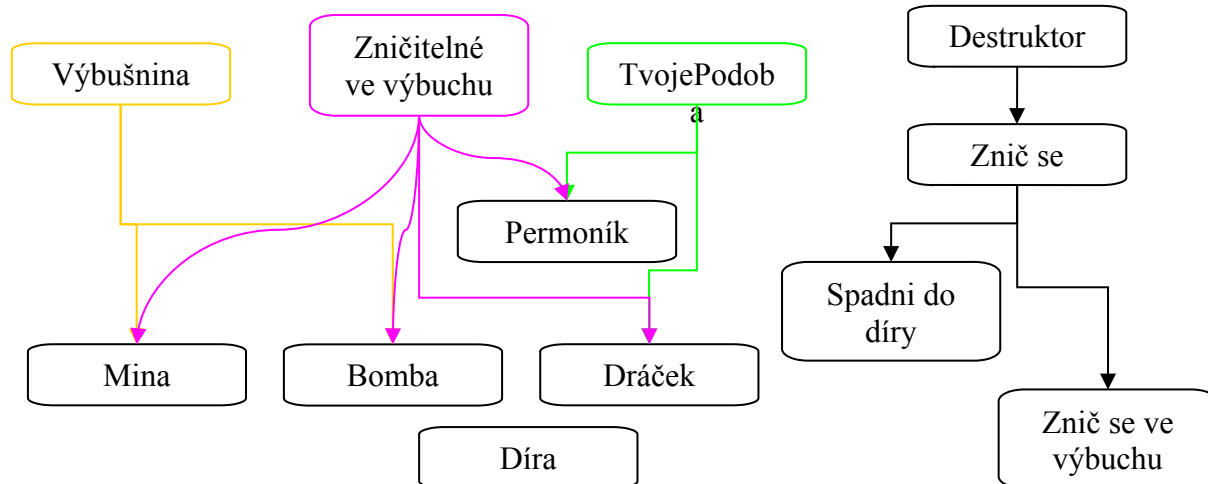 Výbušnina
Zničitelné
ve výbuchu
TvojePodob
a
Destruktor
Znič se
Permoník
Spadni do
díry
Mina
Bomba
Dráček
Znič se ve
výbuchu
Díra